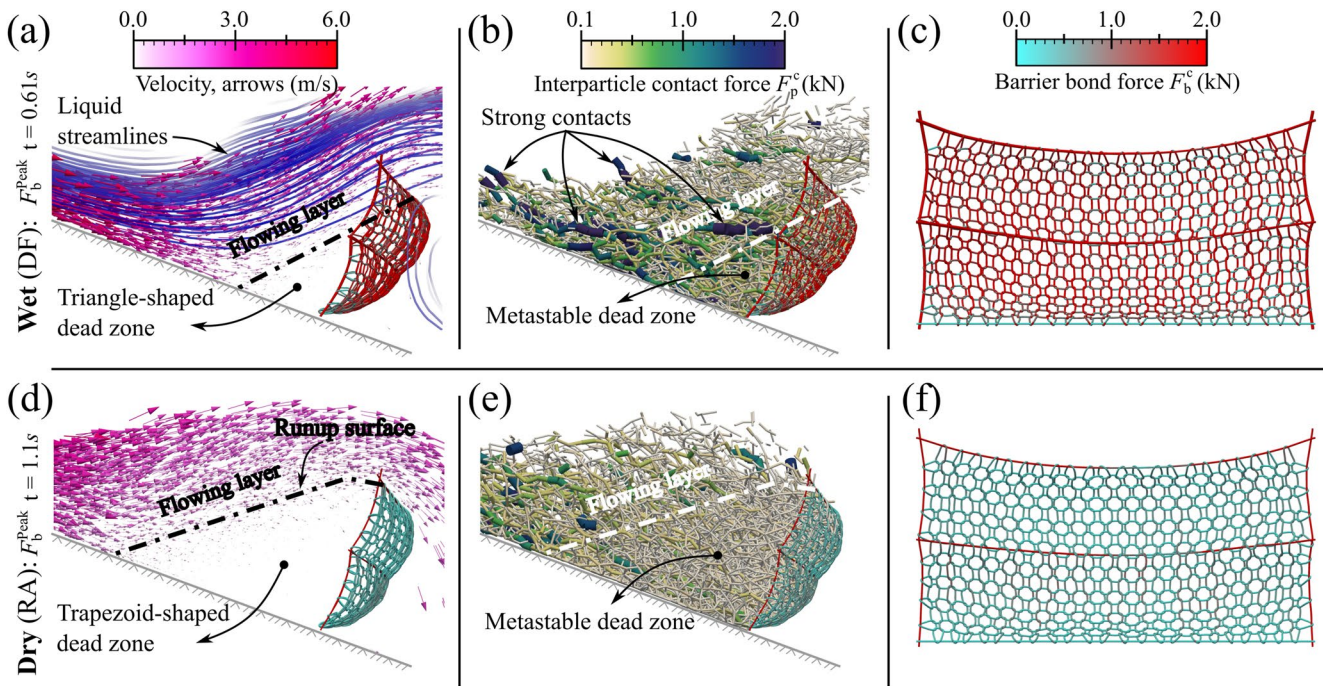 (a)
0.0 3.0 6.0
Velocity, arrows (m/s)
Liquid
streamlines
Flowing layer
Triangle-shaped
dead zone
Wet (DF): F_b^Peak t = 0.61s
(b)
0.1 1.0 2.0
Interparticle contact force F_p^c (kN)
Strong contacts
Flowing layer
Metastable dead zone
(c)
0.0 1.0 2.0
Barrier bond force F_b^c (kN)
(d)
Runup surface
Flowing layer
Trapezoid-shaped
dead zone
Dry (RA): F_b^Peak t = 1.1s
(e)
Flowing layer
Metastable dead zone
(f)